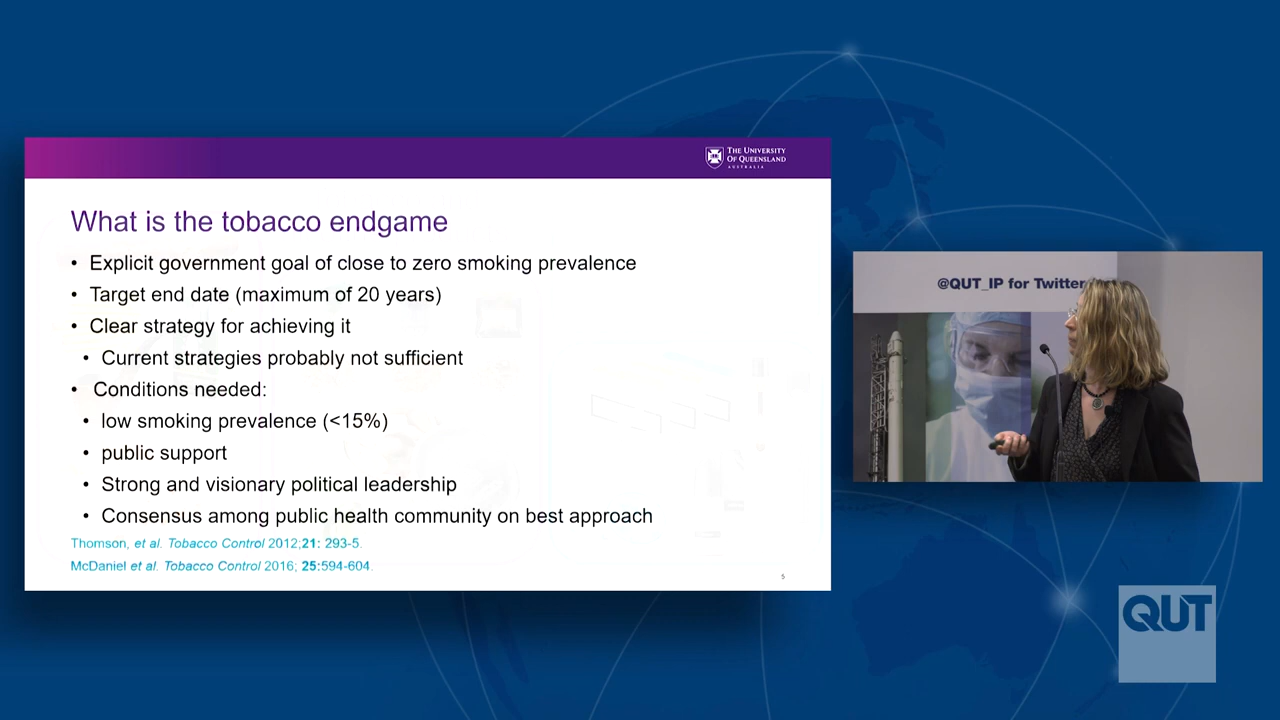 THE UNIVERSITY
OF QUEENSLAND
AUSTRALIA
What is the tobacco endgame
• Explicit government goal of close to zero smoking prevalence
• Target end date (maximum of 20 years)
• Clear strategy for achieving it
• Current strategies probably not sufficient
• Conditions needed:
• low smoking prevalence (<15%)
• public support
• Strong and visionary political leadership
• Consensus among public health community on best approach
Thomson, et al. Tobacco Control 2012;21: 293-5.
McDaniel et al. Tobacco Control 2016; 25:594-604.
5
@QUT_IP for Twitter
QUT